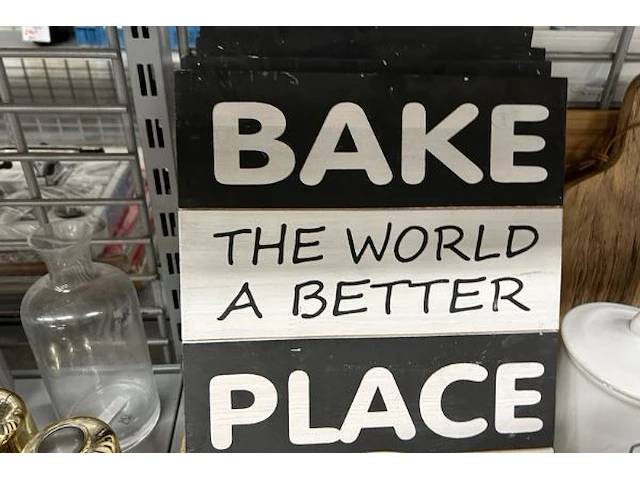 BAKE
THE WORLD
A BETTER
PLACE